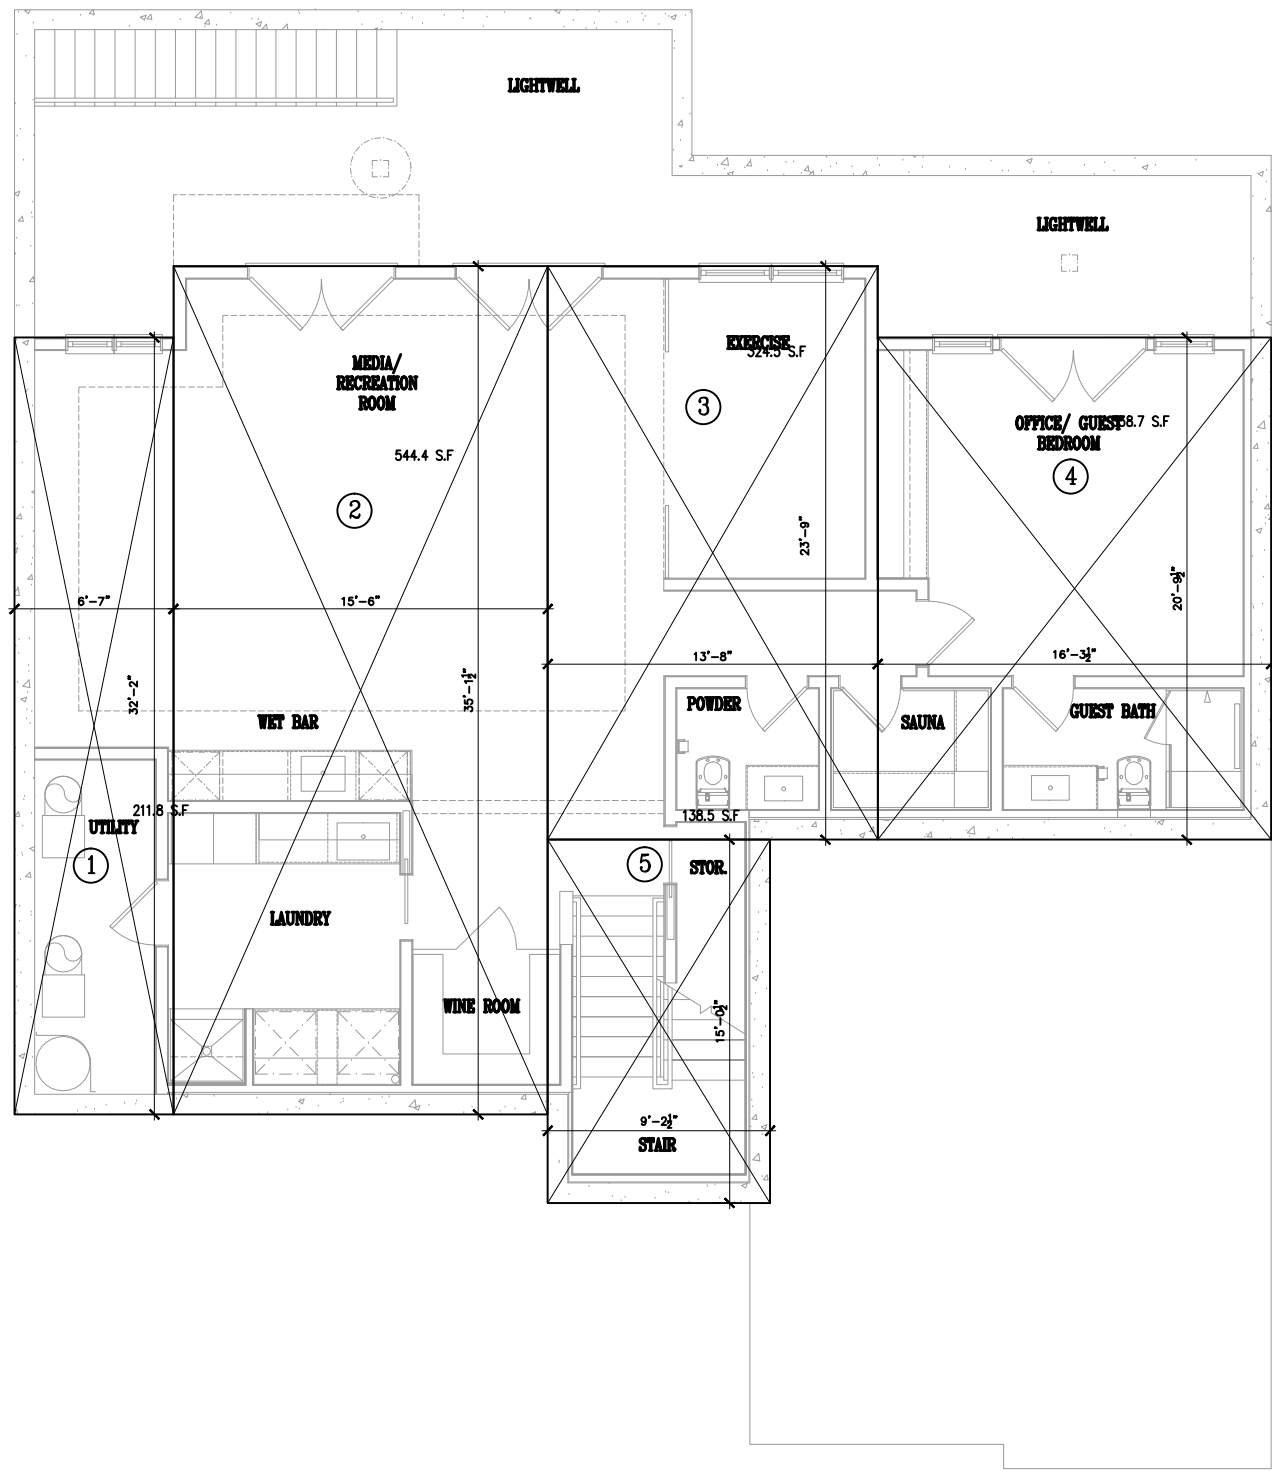 LIGHTWELL
LIGHTWELL
MEDIA/
RECREATION
ROOM
EXERCISE
324.5 S.F
3
OFFICE/ GUEST
BEDROOM
4
544.4 S.F
2
23'-9"
20'-9½"
6'-7"
15'-6"
13'-8"
16'-3½"
32'-2"
35'-1½"
WET BAR
POWDER
SAUNA
GUEST BATH
211.8 S.F
UTILITY
1
138.5 S.F
5
STOR.
LAUNDRY
WINE ROOM
15'-0½"
9'-2½"
STAIR